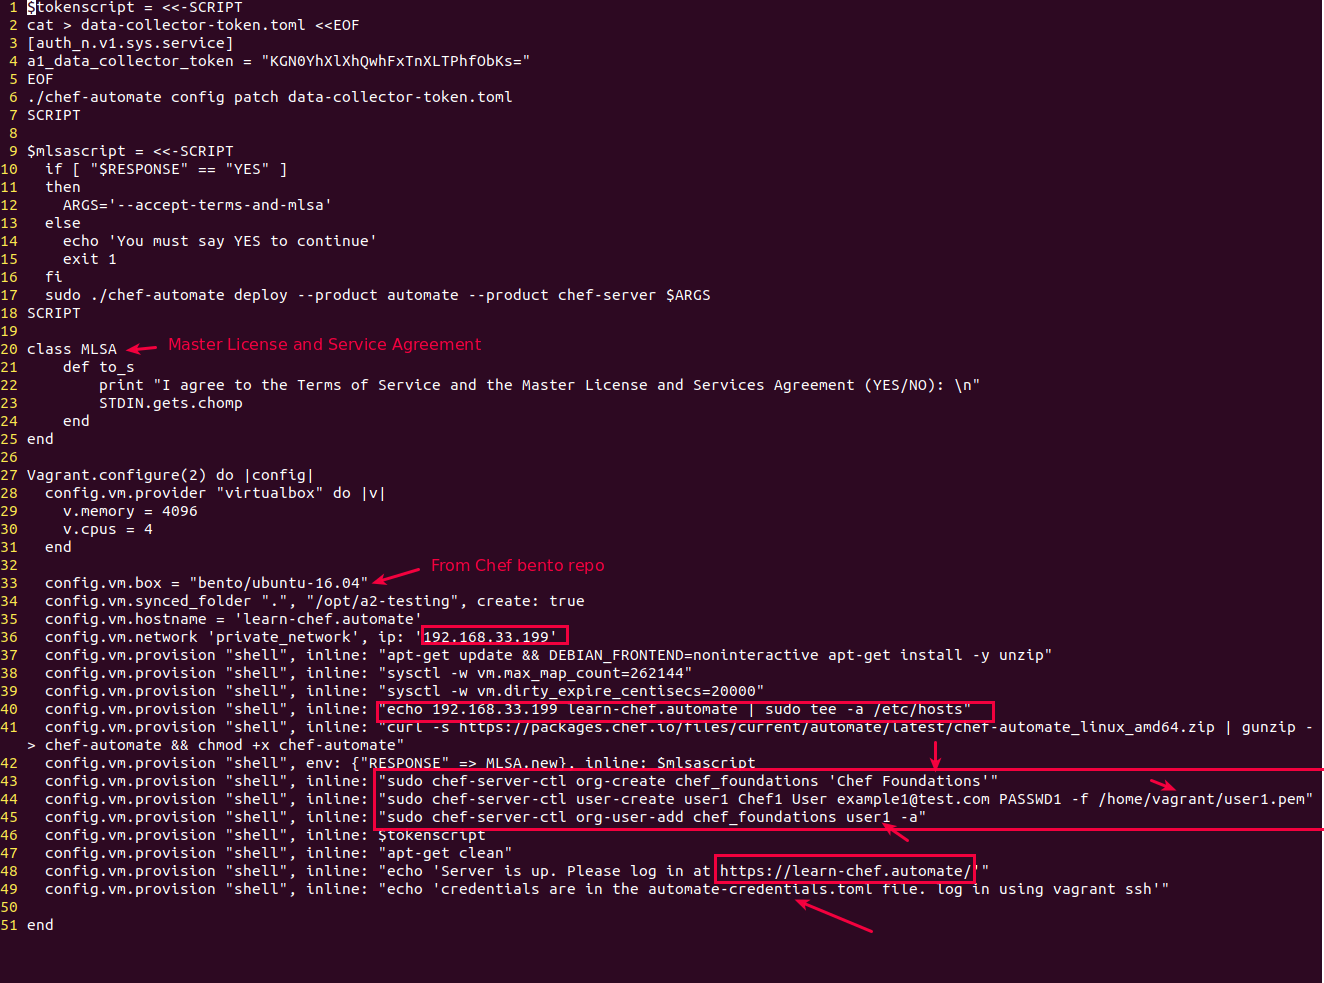 1 $tokenscript = <<-SCRIPT
2 cat > data-collector-token.toml <<EOF
3 [auth_n.v1.sys.service]
4 a1_data_collector_token = "KGN0YhXlXhQwhFxTnXLTPhfObKs="
5 EOF
6 ./chef-automate config patch data-collector-token.toml
7 SCRIPT
8
9 $mlsascript = <<-SCRIPT
10   if [ "$RESPONSE" == "YES" ]
11   then
12     ARGS='--accept-terms-and-mlsa'
13   else
14     echo 'You must say YES to continue'
15     exit 1
16   fi
17   sudo ./chef-automate deploy --product automate --product chef-server $ARGS
18 SCRIPT
19
20 class MLSA Master License and Service Agreement
21     def to_s
22         print "I agree to the Terms of Service and the Master License and Services Agreement (YES/NO): \n"
23         STDIN.gets.chomp
24     end
25 end
26
27 Vagrant.configure(2) do |config|
28   config.vm.provider "virtualbox" do |v|
29     v.memory = 4096
30     v.cpus = 4
31   end
32
From Chef bento repo
33   config.vm.box = "bento/ubuntu-16.04"
34   config.vm.synced_folder ".", "/opt/a2-testing", create: true
35   config.vm.hostname = 'learn-chef.automate'
36   config.vm.network 'private_network', ip: '192.168.33.199'
37   config.vm.provision "shell", inline: "apt-get update && DEBIAN_FRONTEND=noninteractive apt-get install -y unzip"
38   config.vm.provision "shell", inline: "sysctl -w vm.max_map_count=262144"
39   config.vm.provision "shell", inline: "sysctl -w vm.dirty_expire_centisecs=20000"
40   config.vm.provision "shell", inline: "echo 192.168.33.199 learn-chef.automate | sudo tee -a /etc/hosts"
41   config.vm.provision "shell", inline: "curl -s https://packages.chef.io/files/current/automate/latest/chef-automate_linux_amd64.zip | gunzip -
> chef-automate && chmod +x chef-automate"
42   config.vm.provision "shell", env: {"RESPONSE" => MLSA.new}, inline: $mlsascript
43   config.vm.provision "shell", inline: "sudo chef-server-ctl org-create chef_foundations 'Chef Foundations'"
44   config.vm.provision "shell", inline: "sudo chef-server-ctl user-create user1 Chef1 User example1@test.com PASSWD1 -f /home/vagrant/user1.pem"
45   config.vm.provision "shell", inline: "sudo chef-server-ctl org-user-add chef_foundations user1 -a"
46   config.vm.provision "shell", inline: $tokenscript
47   config.vm.provision "shell", inline: "apt-get clean"
48   config.vm.provision "shell", inline: "echo 'Server is up. Please log in at https://learn-chef.automate/'"
49   config.vm.provision "shell", inline: "echo 'credentials are in the automate-credentials.toml file. log in using vagrant ssh'"
50
51 end